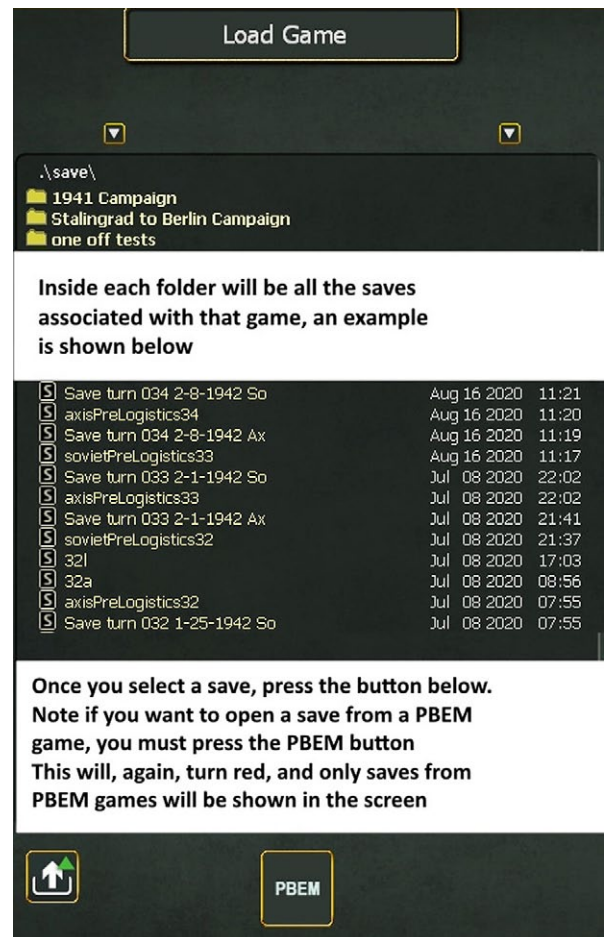 Load Game
.\save\
1941 Campaign
Stalingrad to Berlin Campaign
one off tests
Inside each folder will be all the saves
associated with that game, an example
is shown below
S Save turn 034 2-8-1942 So Aug 16 2020 11:21
S axisPreLogistics34 Aug 16 2020 11:20
S Save turn 034 2-8-1942 Ax Aug 16 2020 11:19
S sovietPreLogistics33 Aug 16 2020 11:17
S Save turn 033 2-1-1942 So Jul 08 2020 22:02
S axisPreLogistics33 Jul 08 2020 22:02
S Save turn 033 2-1-1942 Ax Jul 08 2020 21:41
S sovietPreLogistics32 Jul 08 2020 21:37
S 32l Jul 08 2020 17:03
S 32a Jul 08 2020 08:56
S axisPreLogistics32 Jul 08 2020 07:55
S Save turn 032 1-25-1942 So Jul 08 2020 07:55
Once you select a save, press the button below.
Note if you want to open a save from a PBEM
game, you must press the PBEM button
This will, again, turn red, and only saves from
PBEM games will be shown in the screen
PBEM